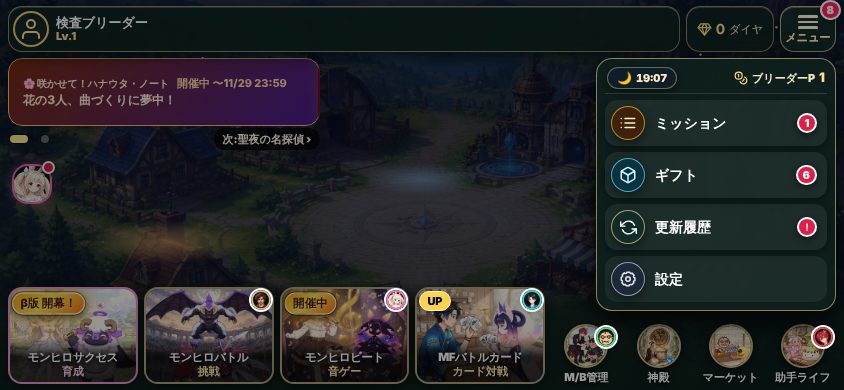 検査ブリーダー
Lv.1
0 ダイヤ
8
メニュー
🌸咲かせて！ハナウタ・ノート 開催中 〜11/29 23:59
花の3人、曲づくりに夢中！
次:聖夜の名探偵 ›
🌙 19:07
ブリーダーP 1
ミッション
1
ギフト
6
更新履歴
!
設定
β版 開幕！
モンヒロサクセス
育成
モンヒロバトル
挑戦
開催中
モンヒロビート
音ゲー
UP
MFバトルカード
カード対戦
M/B管理
神殿
マーケット
助手ライフ